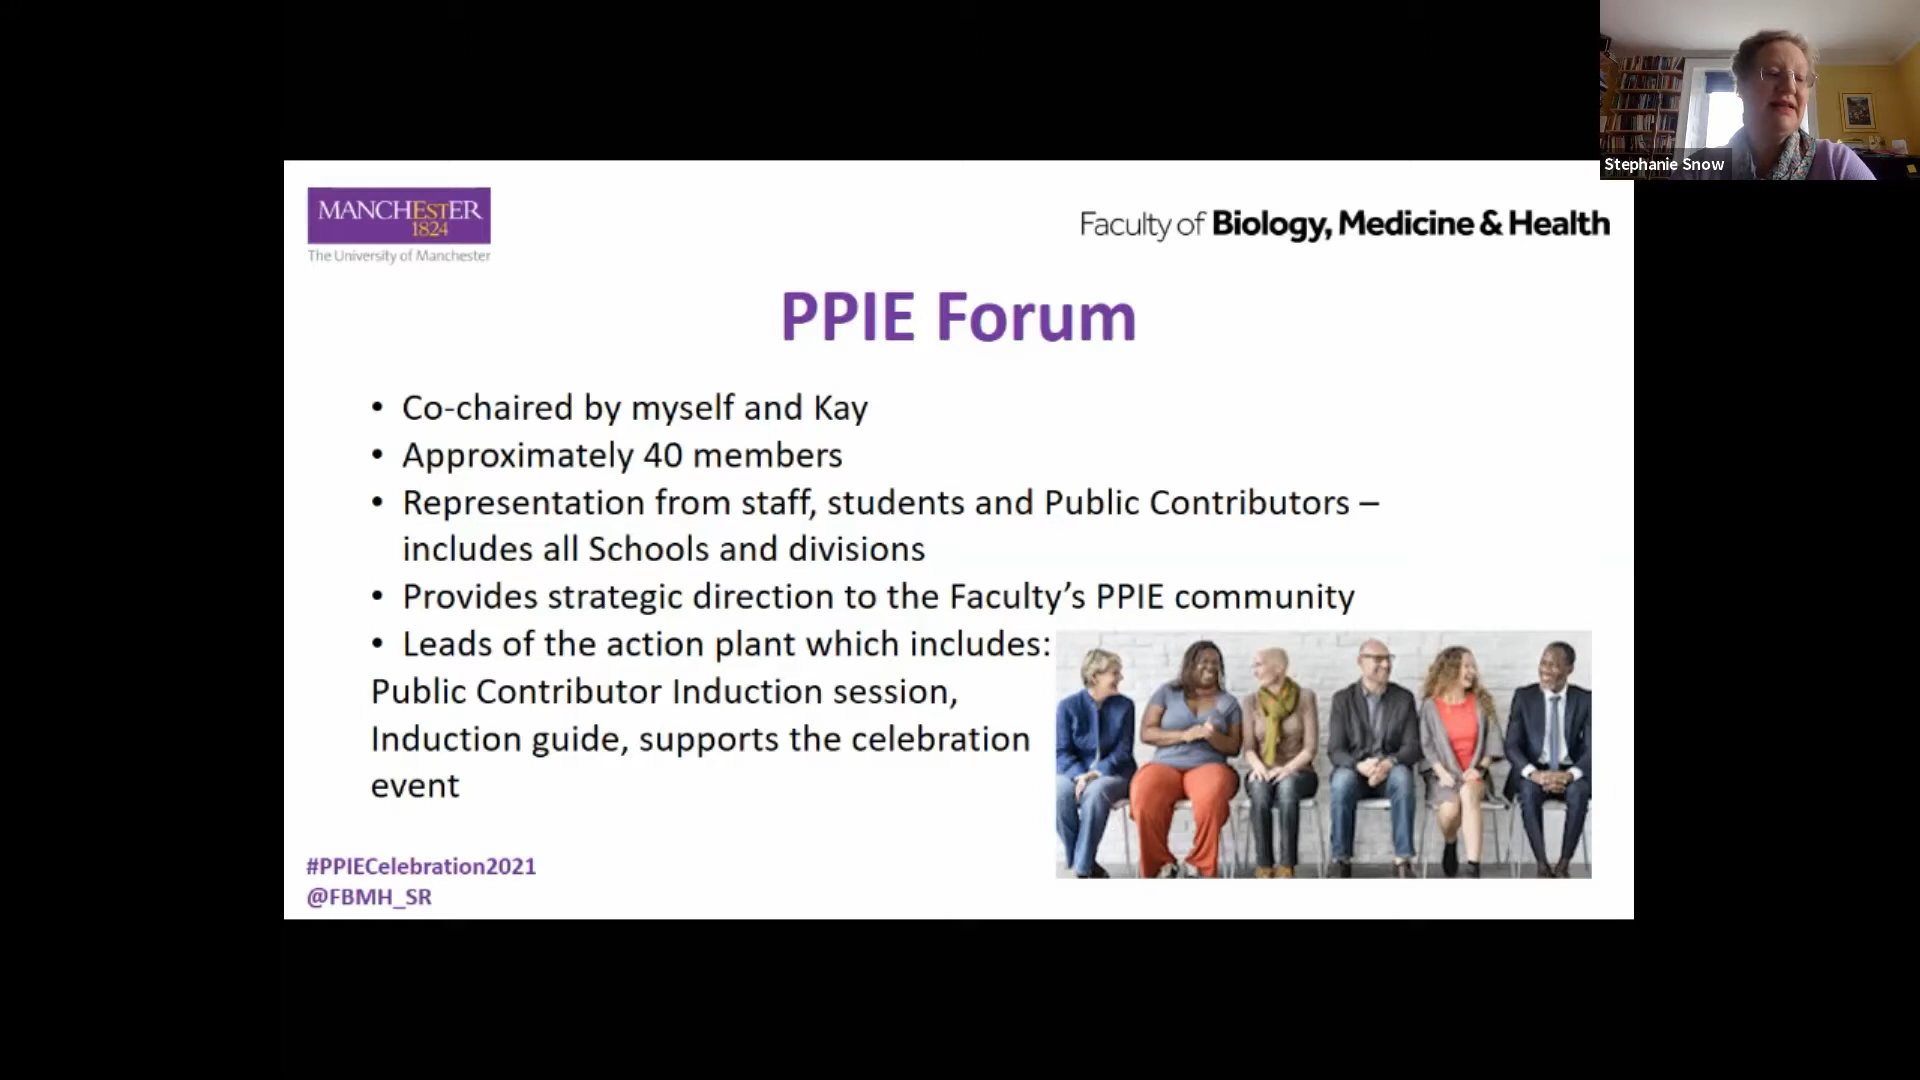 Stephanie Snow
MANCHESTER
1824
The University of Manchester
Faculty of Biology, Medicine & Health
PPIE Forum
• Co-chaired by myself and Kay
• Approximately 40 members
• Representation from staff, students and Public Contributors –
includes all Schools and divisions
• Provides strategic direction to the Faculty’s PPIE community
• Leads of the action plant which includes:
Public Contributor Induction session,
Induction guide, supports the celebration
event
#PPIECelebration2021
@FBMH_SR